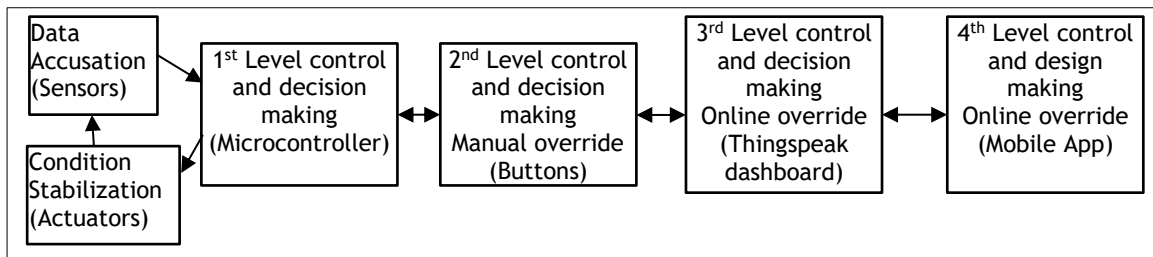 Data
Accusation
(Sensors)
Condition
Stabilization
(Actuators)
1st Level control
and decision
making
(Microcontroller)
2nd Level control
and decision
making
Manual override
(Buttons)
3rd Level control
and decision
making
Online override
(Thingspeak
dashboard)
4th Level control
and design
making
Online override
(Mobile App)